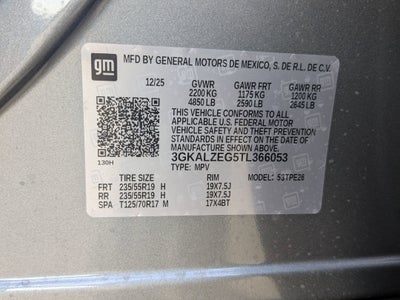 gm
MFD BY GENERAL MOTORS DE MEXICO, S. DE R.L. DE C.V.
12/25 GVWR GAWR FRT GAWR RR
2200 KG 1175 KG 1200 KG
4850 LB 2590 LB 2645 LB
THIS VEHICLE CONFORMS TO ALL
APPLICABLE U.S. FEDERAL MOTOR
VEHICLE SAFETY, BUMPER, AND THEFT
PREVENTION STANDARDS IN EFFECT ON
THE DATE OF MANUFACTURE SHOWN ABOVE.
3GKALZEG5TL366053
130H TYPE: MPV MODEL: 53TPE26
TIRE SIZE RIM
FRT 235/55R19 H 19X7.5J
RR 235/55R19 H 19X7.5J
SPA T125/70R17 M 17X4BT